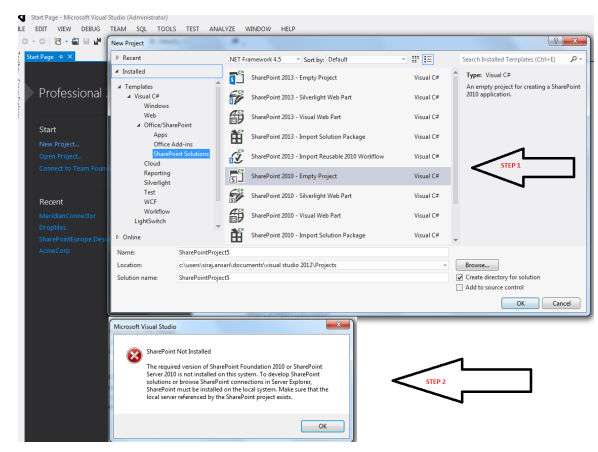 Start Page - Microsoft Visual Studio (Administrator)
EDIT VIEW DEBUG TEAM SQL TOOLS TEST ANALYZE WINDOW HELP
New Project
Start Page
Recent
.NET Framework 4.5
Sort by: Default
Search Installed Templates (Ctrl+E)
Installed
Templates
Visual C#
Windows
Web
Office/SharePoint
Apps
Office Add-ins
SharePoint Solutions
Cloud
Reporting
Silverlight
Test
WCF
Workflow
LightSwitch
Online
SharePoint 2013 - Empty Project Visual C#
SharePoint 2013 - Silverlight Web Part Visual C#
SharePoint 2013 - Visual Web Part Visual C#
SharePoint 2013 - Import Solution Package Visual C#
SharePoint 2013 - Import Reusable 2010 Workflow Visual C#
SharePoint 2010 - Empty Project Visual C#
SharePoint 2010 - Silverlight Web Part Visual C#
SharePoint 2010 - Visual Web Part Visual C#
SharePoint 2010 - Import Solution Package Visual C#
Type: Visual C#
An empty project for creating a SharePoint
2010 application.
STEP 1
Professional
Start
New Project...
Open Project...
Connect to Team Foun
Recent
MeridianConnector
Droptiles
SharePointEurope.Desi
AcmeCorp
Name: SharePointProject5
Location: c:\users\siraj.ansari\documents\visual studio 2012\Projects
Browse...
Solution name: SharePointProject5
Create directory for solution
Add to source control
OK Cancel
Microsoft Visual Studio
SharePoint Not Installed
The required version of SharePoint Foundation 2010 or SharePoint
Server 2010 is not installed on this system. To develop SharePoint
solutions or browse SharePoint connections in Server Explorer,
SharePoint must be installed on the local system. Make sure that the
local server referenced by the SharePoint project exists.
OK
STEP 2